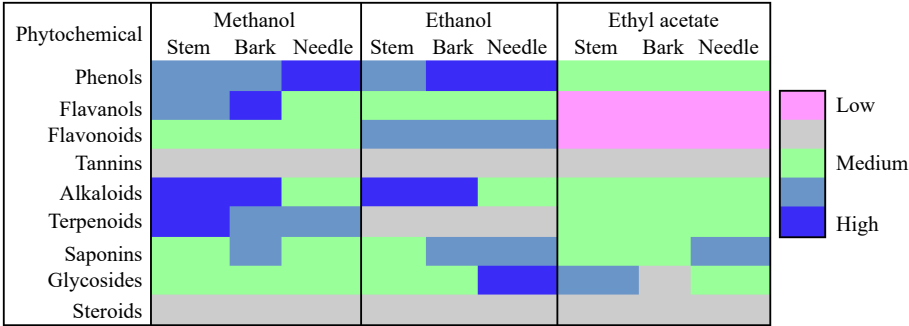 Phytochemical
Methanol Ethanol Ethyl acetate
Stem Bark Needle Stem Bark Needle Stem Bark Needle
Phenols
Flavanols
Flavonoids
Tannins
Alkaloids
Terpenoids
Saponins
Glycosides
Steroids
Low
Medium
High